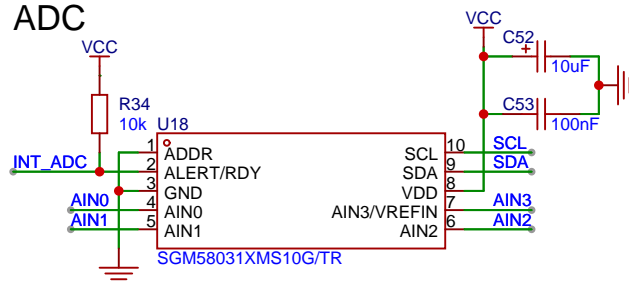 ADC
VCC
VCC
C52
+
10uF
R34
10k
C53
100nF
U18
1 ADDR SCL 10 SCL
INT_ADC 2 ALERT/RDY SDA 9 SDA
3 GND VDD 8
AIN0 4 AIN0 AIN3/VREFIN 7 AIN3
AIN1 5 AIN1 AIN2 6 AIN2
SGM58031XMS10G/TR